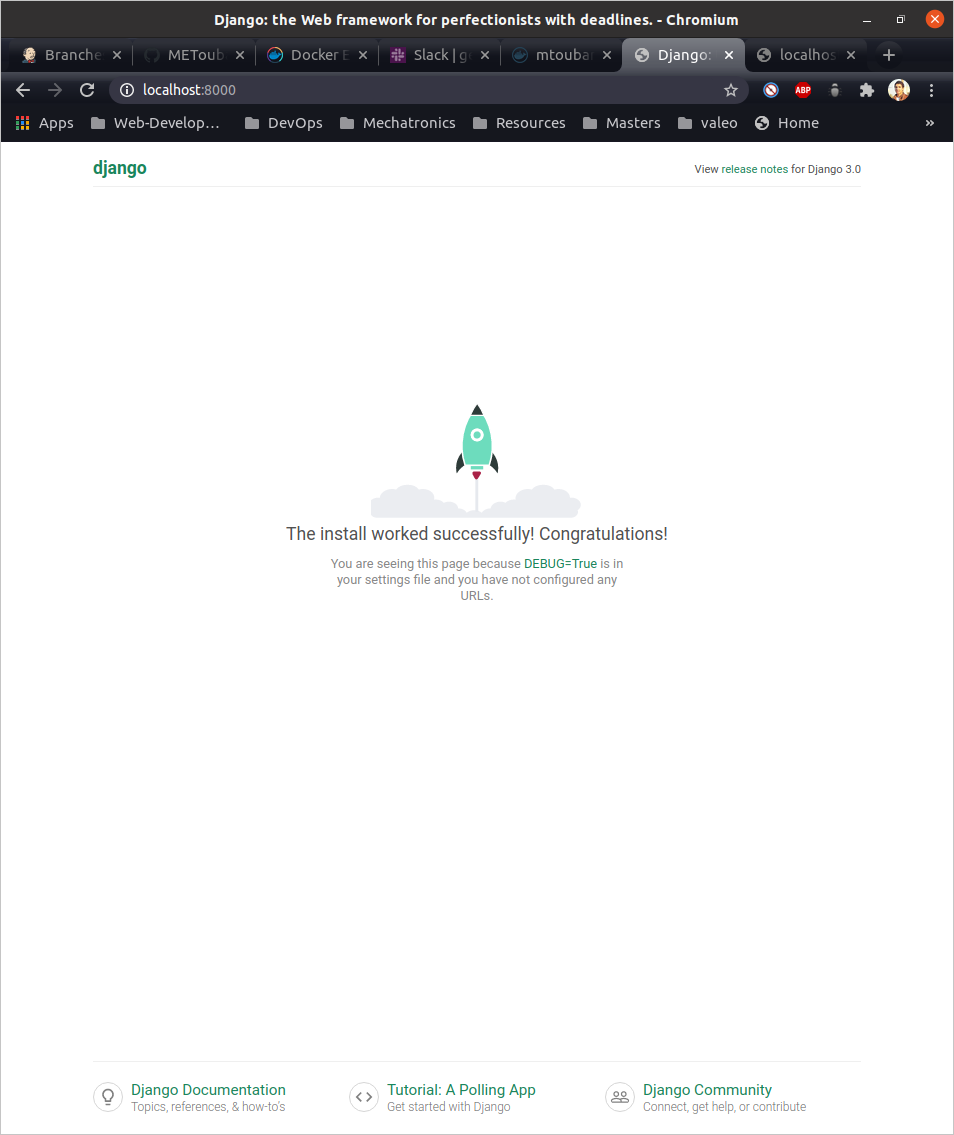 Django: the Web framework for perfectionists with deadlines. - Chromium
Branche
METoub
Docker E
Slack | g
mtouba
Django:
localhos
localhost:8000
ABP
Apps
Web-Develop...
DevOps
Mechatronics
Resources
Masters
valeo
Home
»
django
View release notes for Django 3.0
The install worked successfully! Congratulations!
You are seeing this page because DEBUG=True is in
your settings file and you have not configured any
URLs.
Django Documentation
Topics, references, & how-to's
Tutorial: A Polling App
Get started with Django
Django Community
Connect, get help, or contribute